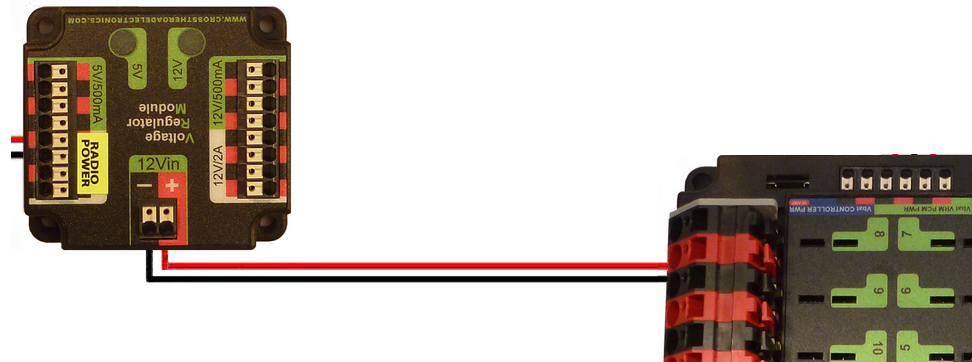 WWW.CROSSTHEROADELECTRONICS.COM
5V
12V
5V/500mA
12V/500mA
Voltage
Regulator
Module
RADIO
POWER
12V/2A
12Vin
− +
Vbat CONTROLLER PWR
Vbat VRM PCM PWR
8
7
9
6
10
5